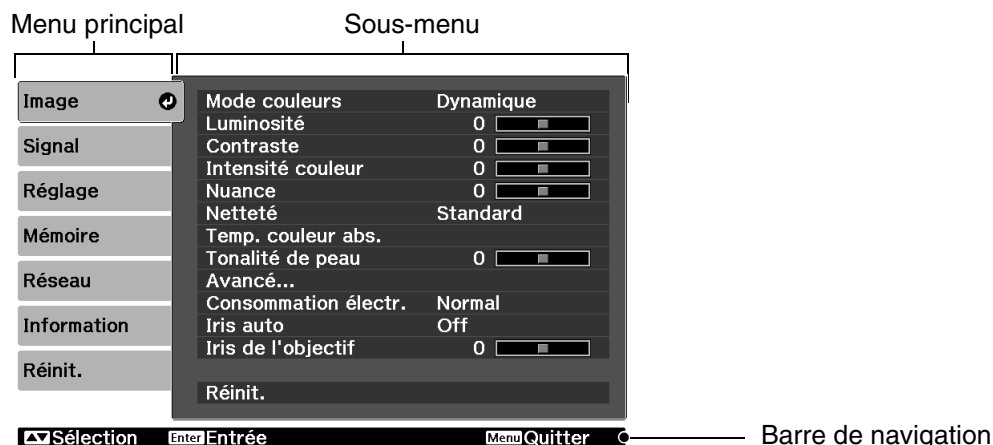 Menu principal Sous-menu
Image
Signal
Réglage
Mémoire
Réseau
Information
Réinit.
Mode couleurs Dynamique
Luminosité 0
Contraste 0
Intensité couleur 0
Nuance 0
Netteté Standard
Temp. couleur abs.
Tonalité de peau 0
Avancé...
Consommation électr. Normal
Iris auto Off
Iris de l'objectif 0
Réinit.
Sélection Enter Entrée Menu Quitter
Barre de navigation